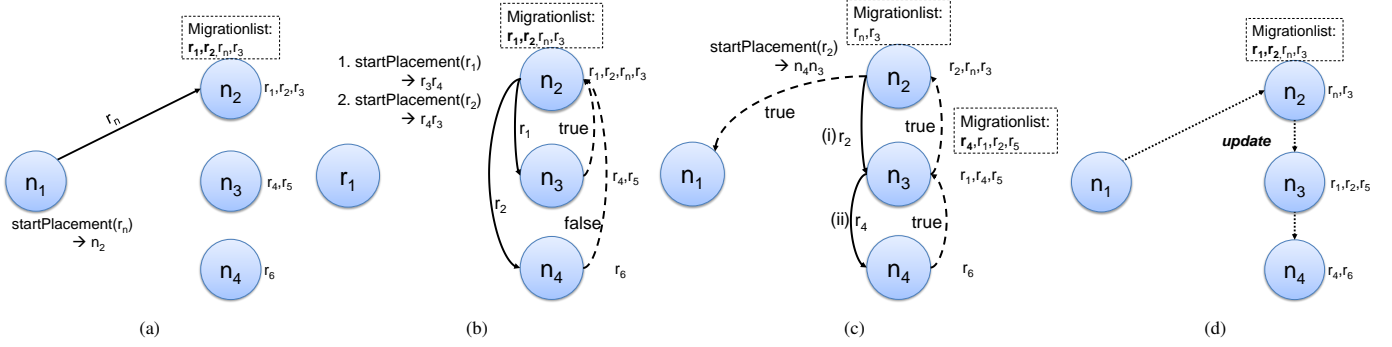 Migrationlist:
r1,r2,rn,r3
n2
r1,r2,r3
rn
n1
startPlacement(rn)
→ n2
n3
r4,r5
n4
r6
(a)
Migrationlist:
r1,r2,rn,r3
1. startPlacement(r1)
→ r3r4
2. startPlacement(r2)
→ r4r3
n2
r1,r2,rn,r3
r1
true
r1
n3
r4,r5
r2
false
n4
r6
(b)
Migrationlist:
rn,r3
startPlacement(r2)
→ n4n3
n2
r2,rn,r3
true
(i) r2
true
Migrationlist:
r4,r1,r2,r5
n1
n3
r1,r4,r5
(ii) r4
true
n4
r6
(c)
Migrationlist:
r1,r2,rn,r3
n2
rn,r3
update
n1
n3
r1,r2,r5
n4
r4,r6
(d)